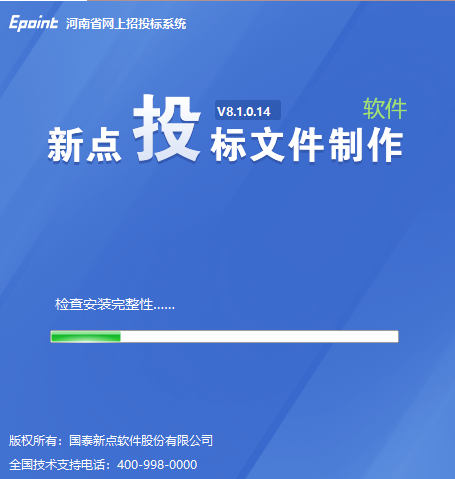 Epoint 河南省网上招投标系统
V8.1.0.14 软件
新点投标文件制作
检查安装完整性......
版权所有：国泰新点软件股份有限公司
全国技术支持电话：400-998-0000